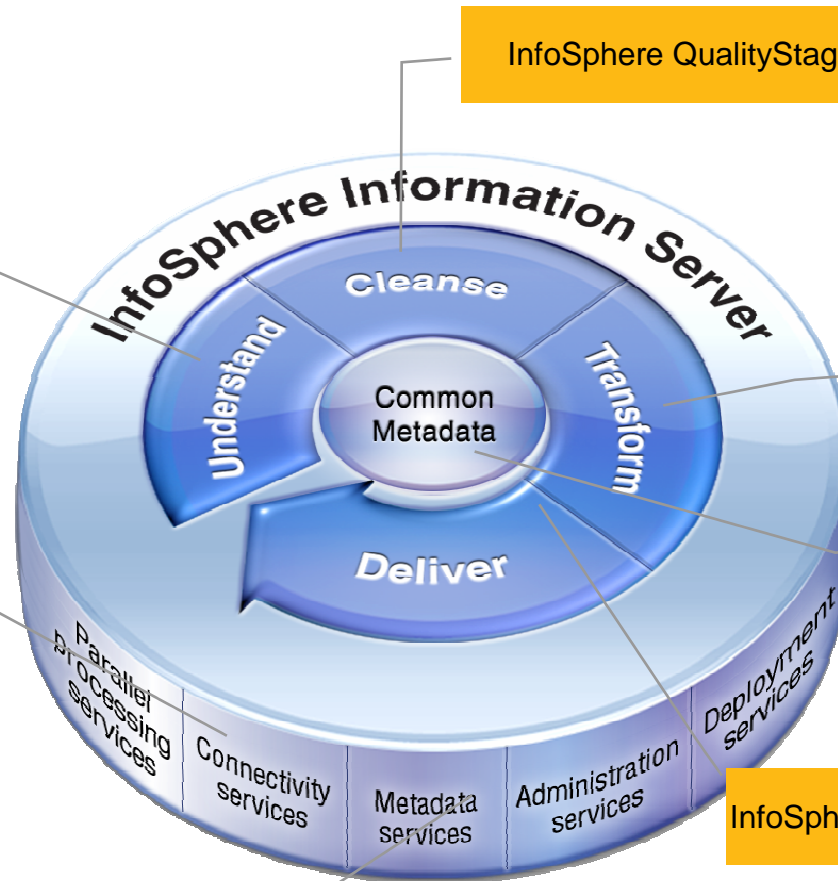 InfoSphere QualityStag
InfoSphere Information Server
Cleanse
Understand
Transform
Common
Metadata
Deliver
Parallel
processing
services
Connectivity
services
Metadata
services
Administration
services
Deployment
services
InfoSph